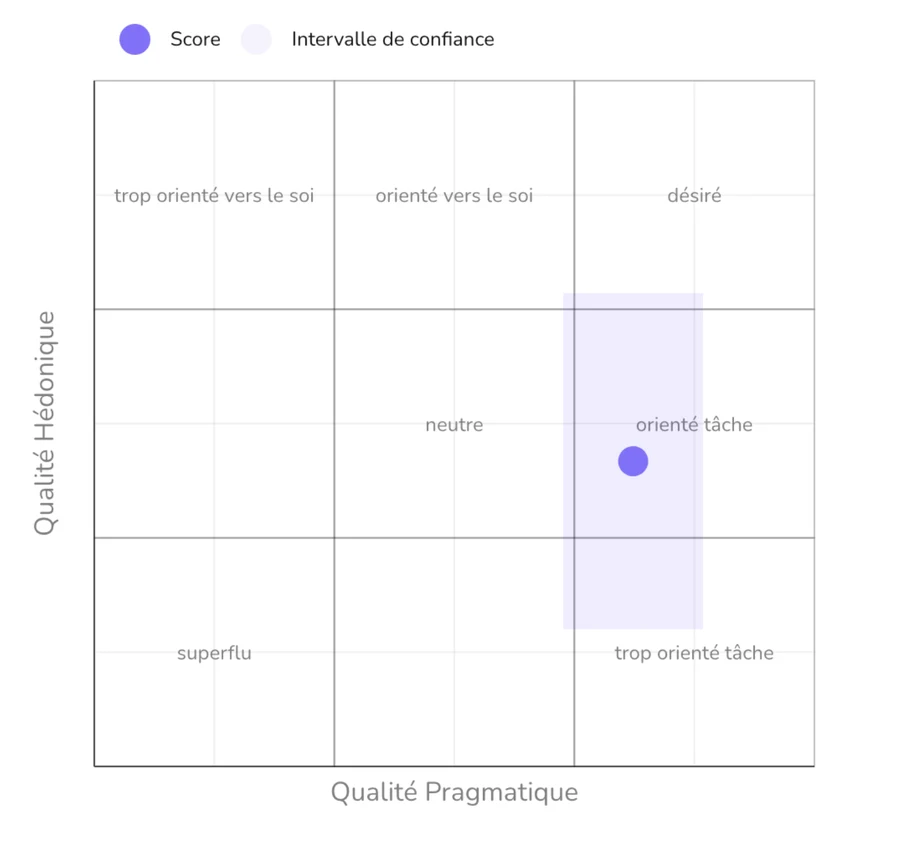 Score
Intervalle de confiance
trop orienté vers le soi
orienté vers le soi
désiré
Qualité Hédonique
neutre
orienté tâche
superflu
trop orienté tâche
Qualité Pragmatique